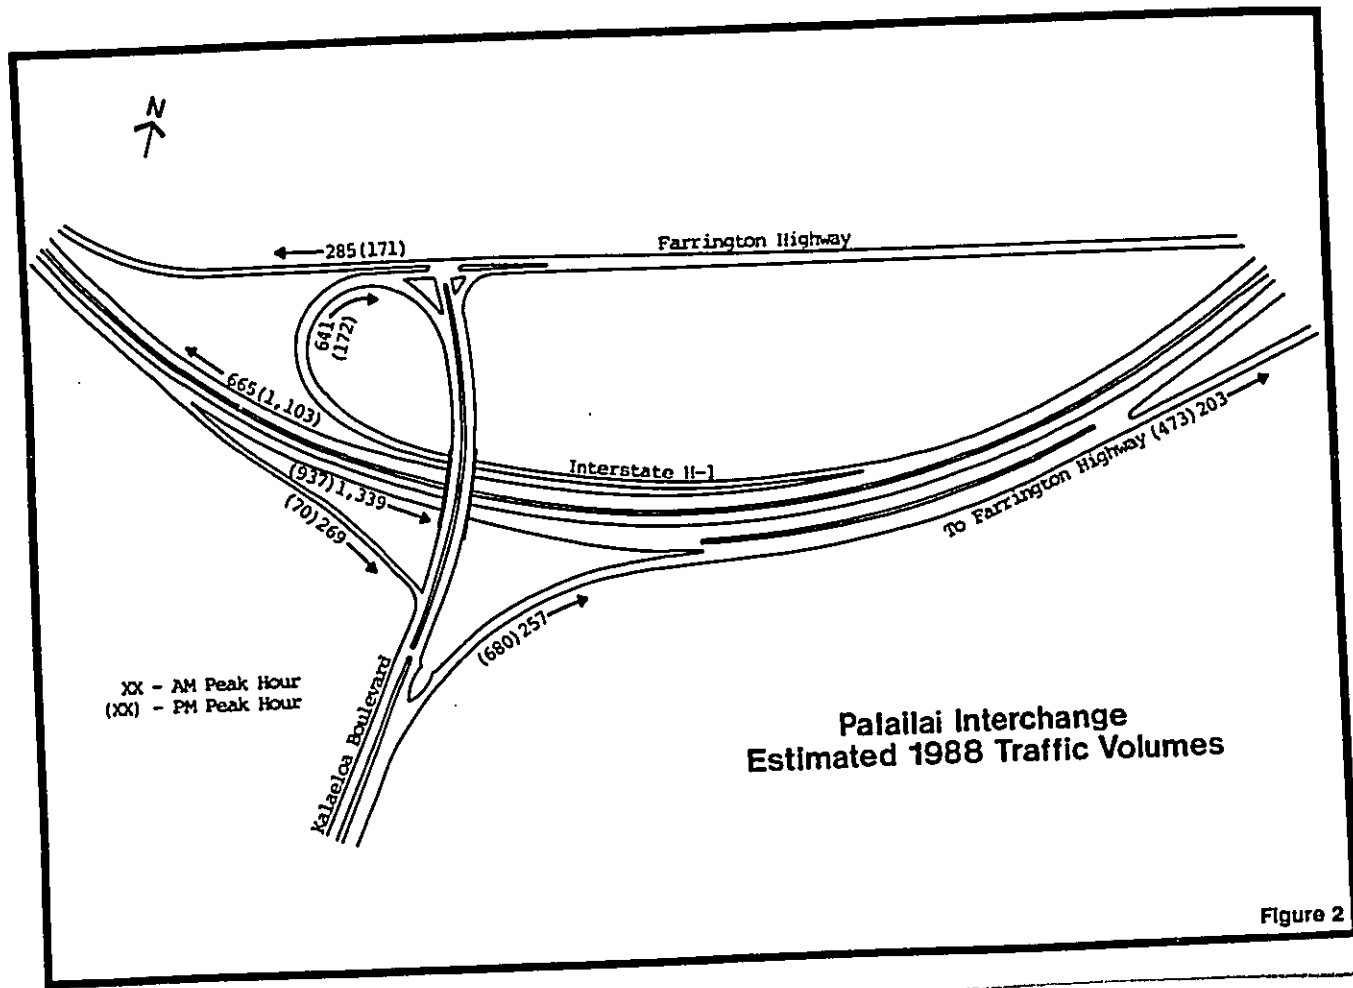 N
285(171)
Farrington Highway
641
(172)
665(1,103)
Interstate H-1
(937)1,339
(70)269
(680)257
To Farrington Highway (473)203
Kalaeloa Boulevard
XX - AM Peak Hour
(XX) - PM Peak Hour
Palailai Interchange
Estimated 1988 Traffic Volumes
Figure 2